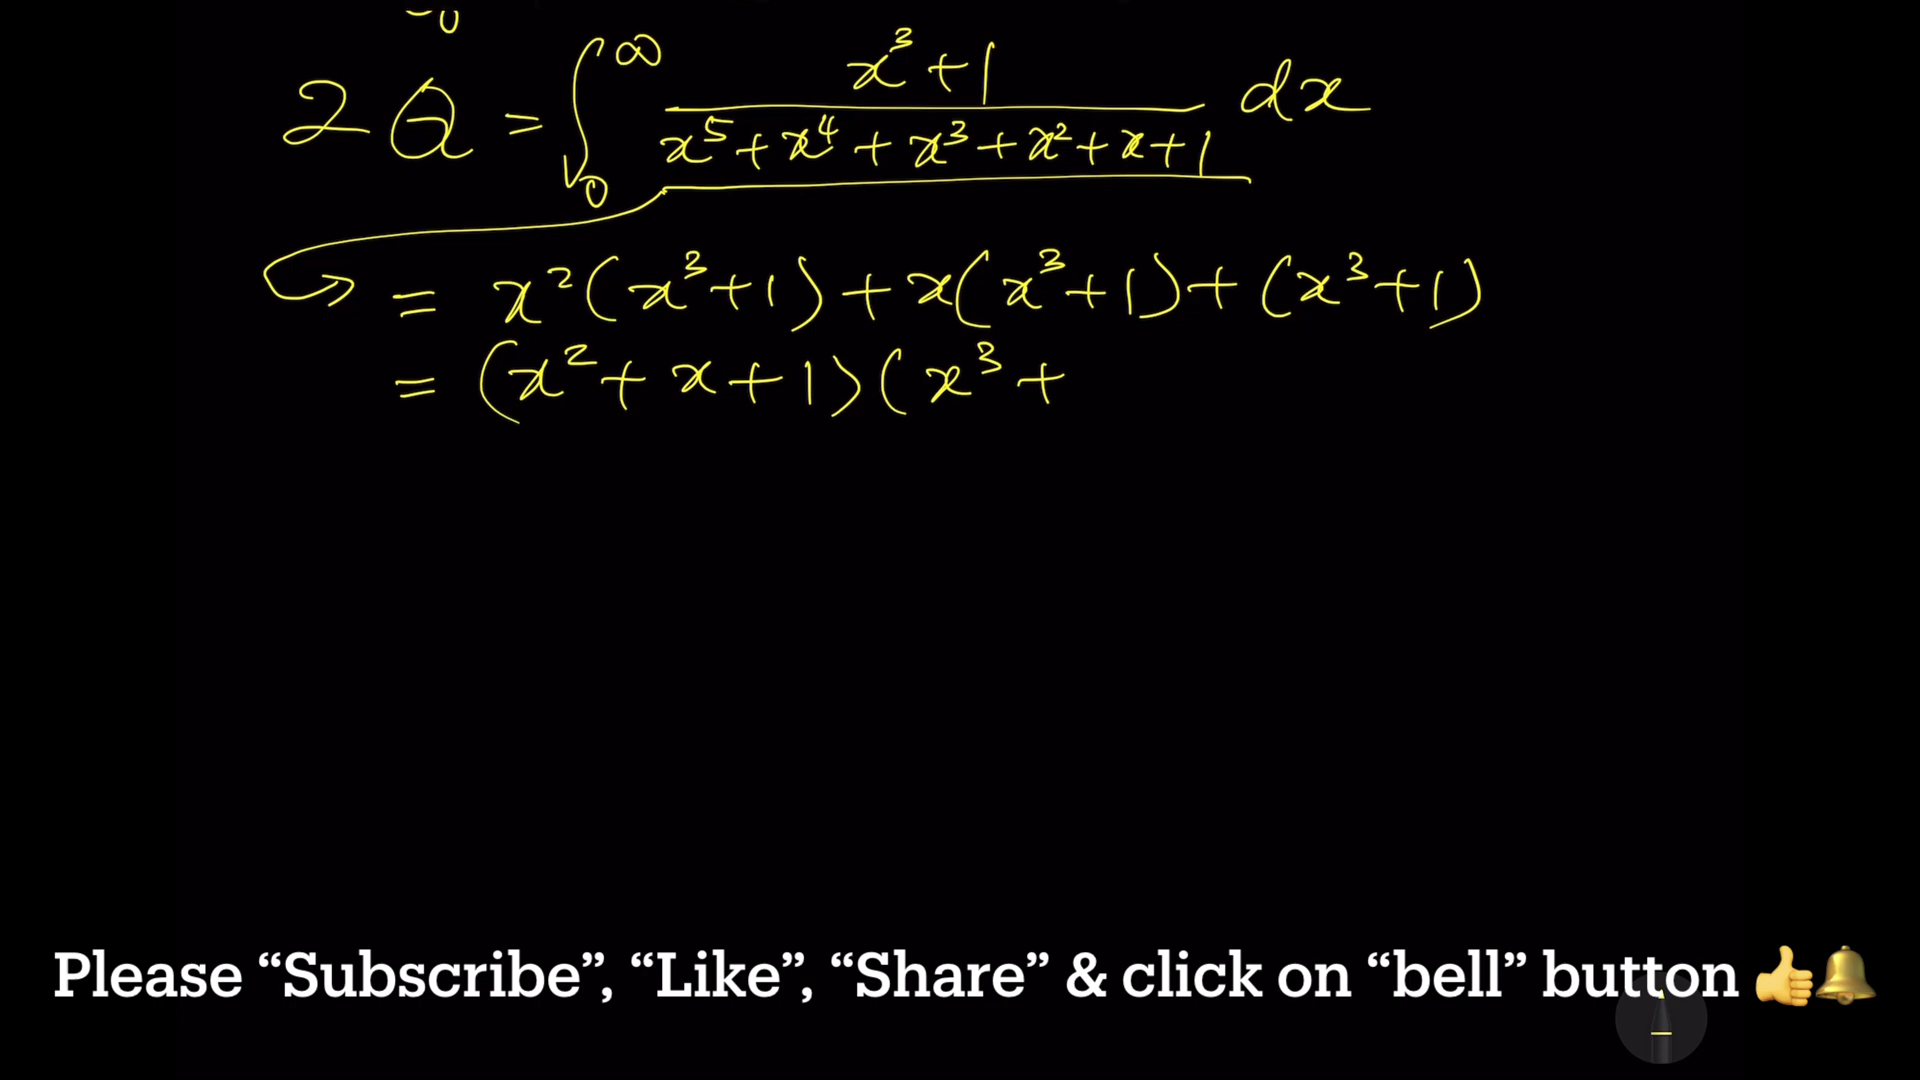 0
2Q = ∫₀^∞ (x³+1)/(x⁵+x⁴+x³+x²+x+1) dx
= x²(x³+1)+x(x³+1)+(x³+1)
= (x²+x+1)(x³+
Please “Subscribe”, “Like”, “Share” & click on “bell” button 👍🔔